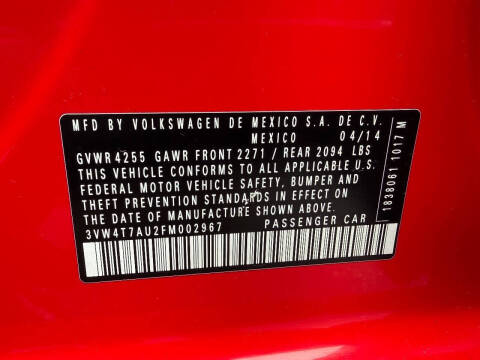 MFD BY VOLKSWAGEN DE MEXICO S.A. DE C.V.
MEXICO 04/14
GVWR 4255 GAWR FRONT 2271 / REAR 2094 LBS
THIS VEHICLE CONFORMS TO ALL APPLICABLE U.S.
FEDERAL MOTOR VEHICLE SAFETY, BUMPER AND
THEFT PREVENTION STANDARDS IN EFFECT ON
THE DATE OF MANUFACTURE SHOWN ABOVE.
3VW4T7AU2FM002967 PASSENGER CAR
1838061 1017 M